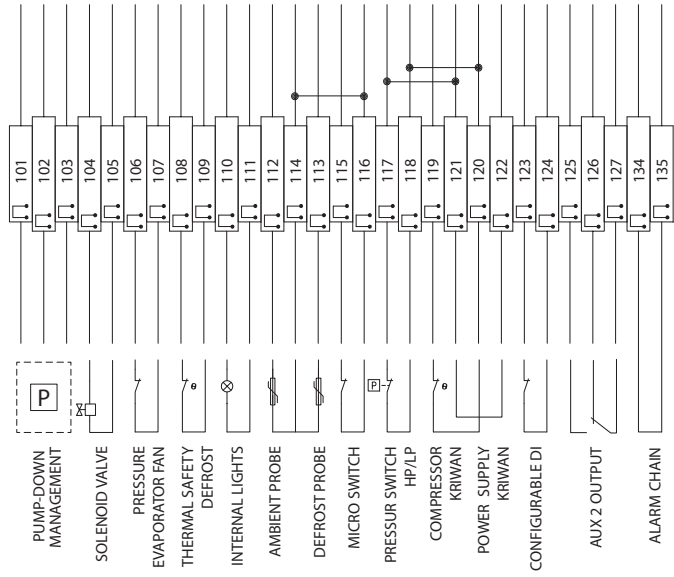 101
102
103
104
105
106
107
108
109
110
111
112
114
113
115
116
117
118
119
121
120
122
123
124
125
126
127
134
135
P
θ
P
θ
PUMP-DOWN
MANAGEMENT
SOLENOID VALVE
PRESSURE
EVAPORATOR FAN
THERMAL SAFETY
DEFROST
INTERNAL LIGHTS
AMBIENT PROBE
DEFROST PROBE
MICRO SWITCH
PRESSUR SWITCH
HP/LP
COMPRESSOR
KRIWAN
POWER SUPPLY
KRIWAN
CONFIGURABLE DI
AUX 2 OUTPUT
ALARM CHAIN